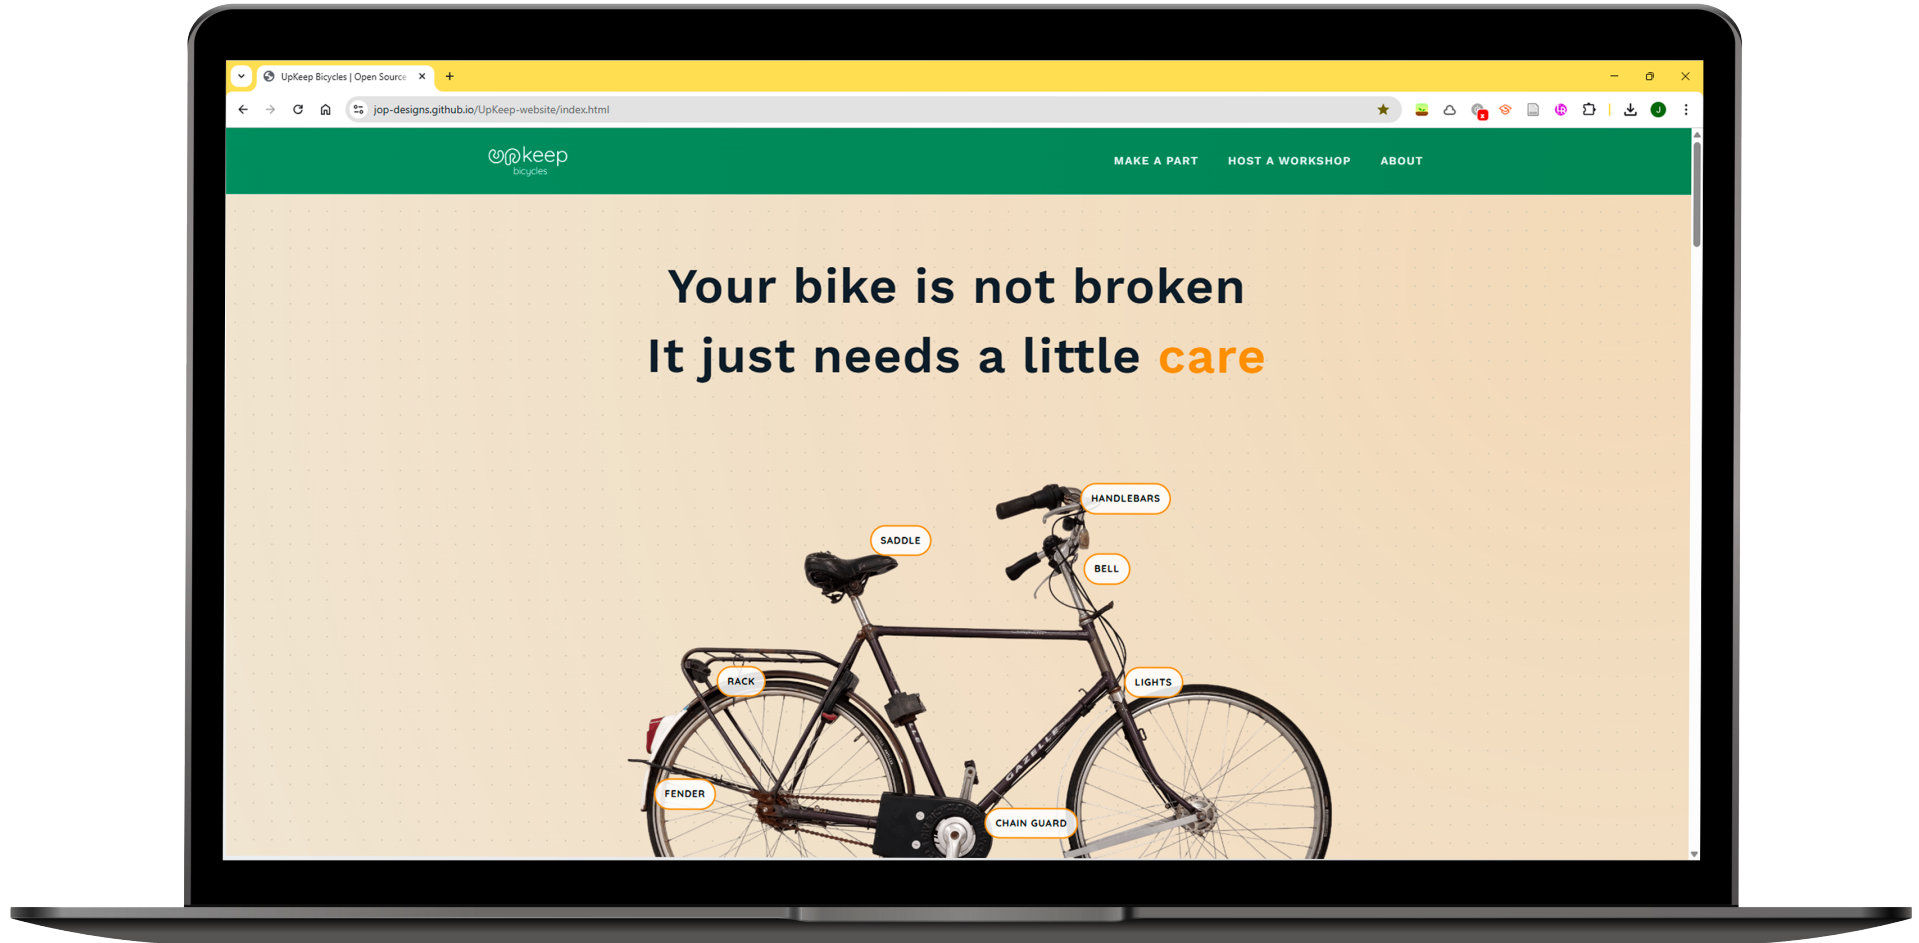 UpKeep Bicycles | Open Source
jop-designs.github.io/UpKeep-website/index.html
J
upkeep
bicycles
MAKE A PART
HOST A WORKSHOP
ABOUT
Your bike is not broken
It just needs a little care
HANDLEBARS
SADDLE
BELL
RACK
LIGHTS
GAZELLE
FENDER
CHAIN GUARD